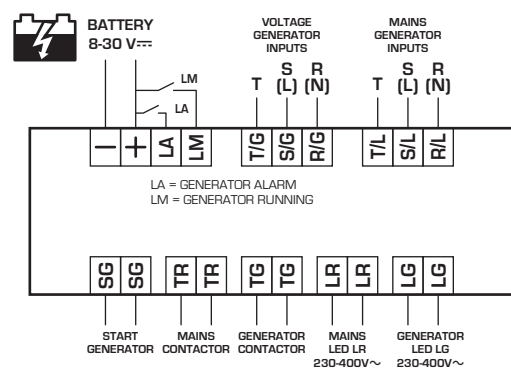 BATTERY
8-30 V⎓
LM
LA
VOLTAGE
GENERATOR
INPUTS
T S (L) R (N)
MAINS
GENERATOR
INPUTS
T S (L) R (N)
− + LA LM
T/G S/G R/G
T/L S/L R/L
LA = GENERATOR ALARM
LM = GENERATOR RUNNING
SG SG TR TR TG TG LR LR LG LG
START
GENERATOR
MAINS
CONTACTOR
GENERATOR
CONTACTOR
MAINS
LED LR
230-400V~
GENERATOR
LED LG
230-400V~